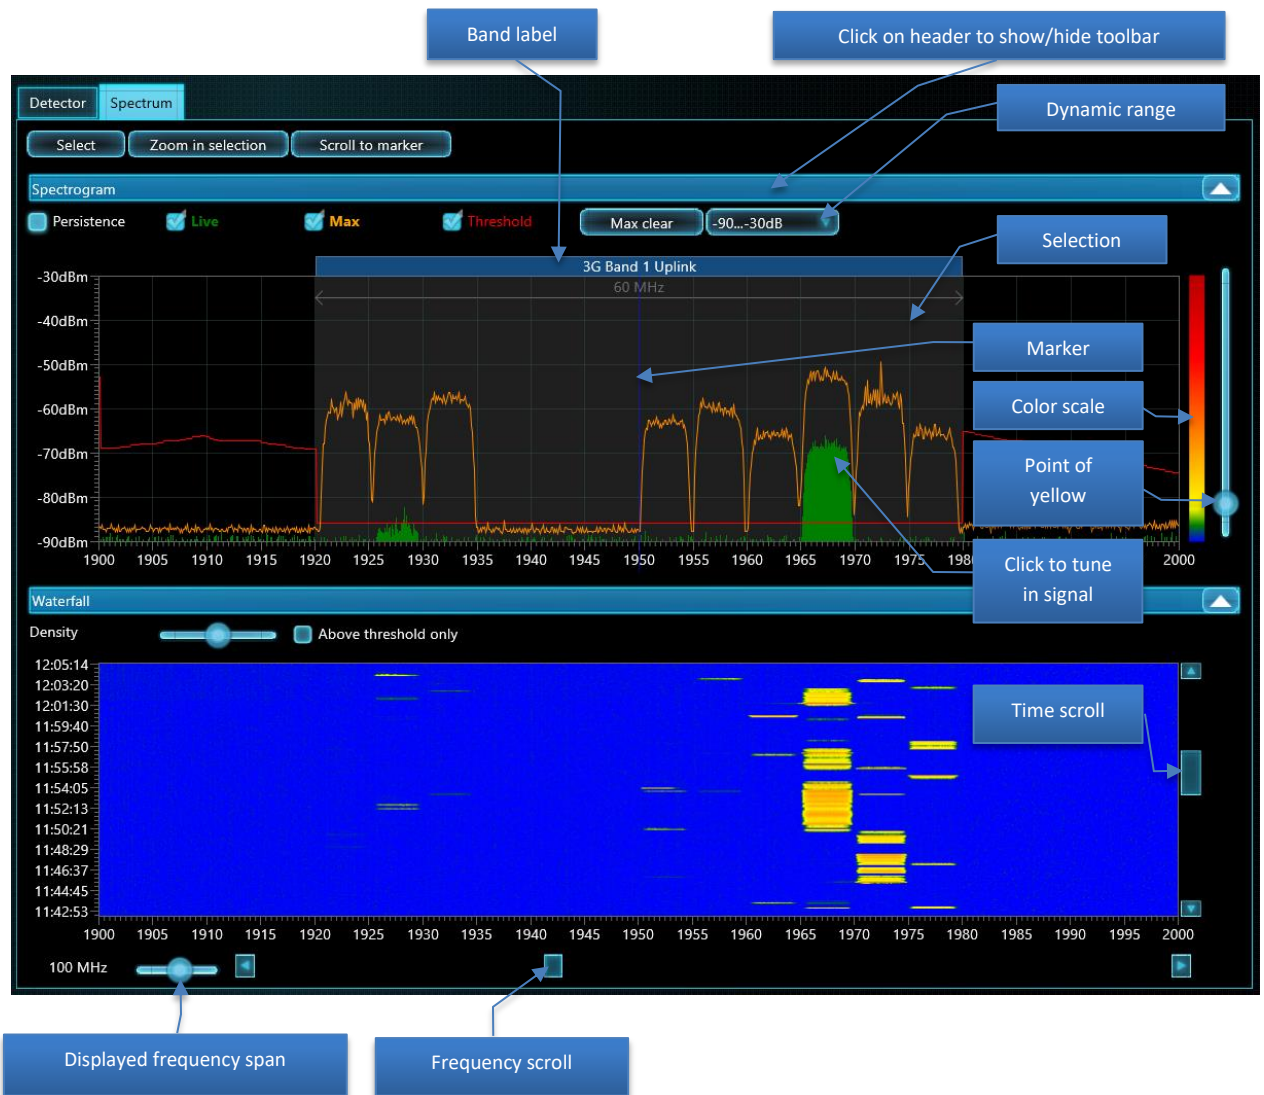 Band label
Click on header to show/hide toolbar
Dynamic range
Detector
Spectrum
Select
Zoom in selection
Scroll to marker
Spectrogram
Persistence
Live
Max
Threshold
Max clear
-90...-30dB
Selection
3G Band 1 Uplink
60 MHz
-30dBm
-40dBm
-50dBm
-60dBm
-70dBm
-80dBm
-90dBm
Marker
Color scale
Point of
yellow
Click to tune
in signal
1900 1905 1910 1915 1920 1925 1930 1935 1940 1945 1950 1955 1960 1965 1970 1975 198 2000
Waterfall
Density
Above threshold only
12:05:14
12:03:20
12:01:30
11:59:40
11:57:50
11:55:58
11:54:05
11:52:13
11:50:21
11:48:29
11:46:37
11:44:45
11:42:53
Time scroll
1900 1905 1910 1915 1920 1925 1930 1935 1940 1945 1950 1955 1960 1965 1970 1975 1980 1985 1990 1995 2000
100 MHz
Displayed frequency span
Frequency scroll